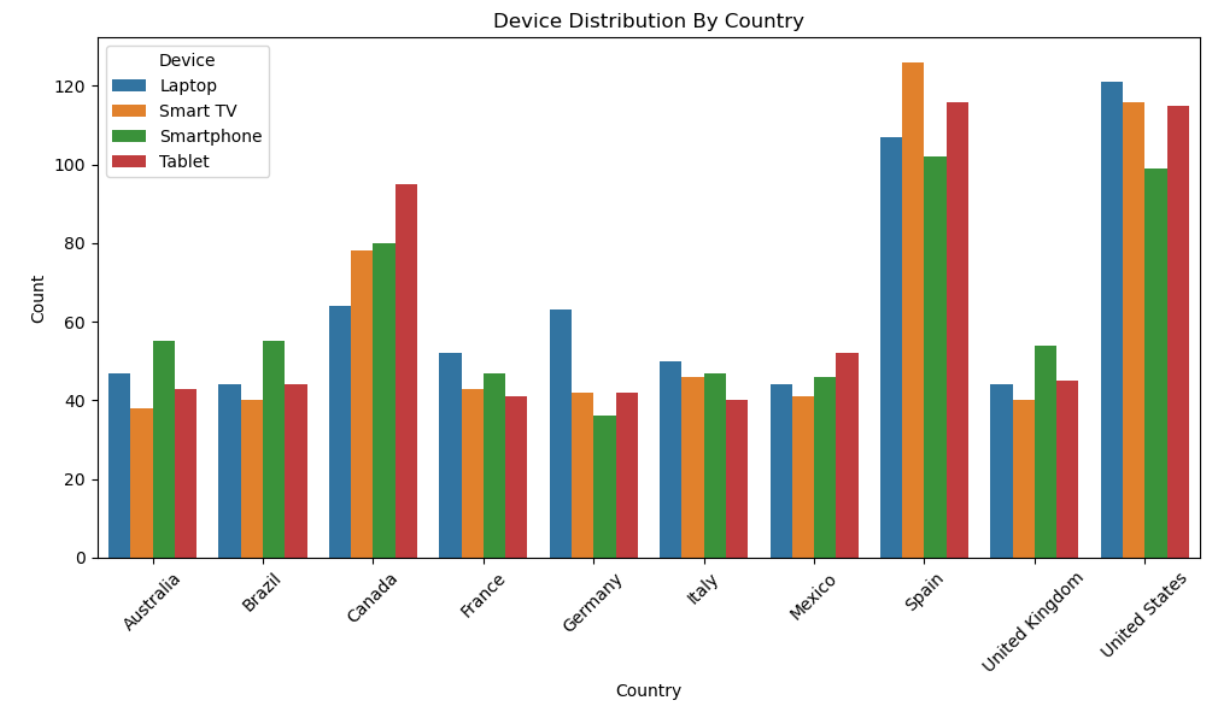 Device Distribution By Country
Device
Laptop
Smart TV
Smartphone
Tablet
120
100
80
60
40
20
0
Count
Australia
Brazil
Canada
France
Germany
Italy
Mexico
Spain
United Kingdom
United States
Country